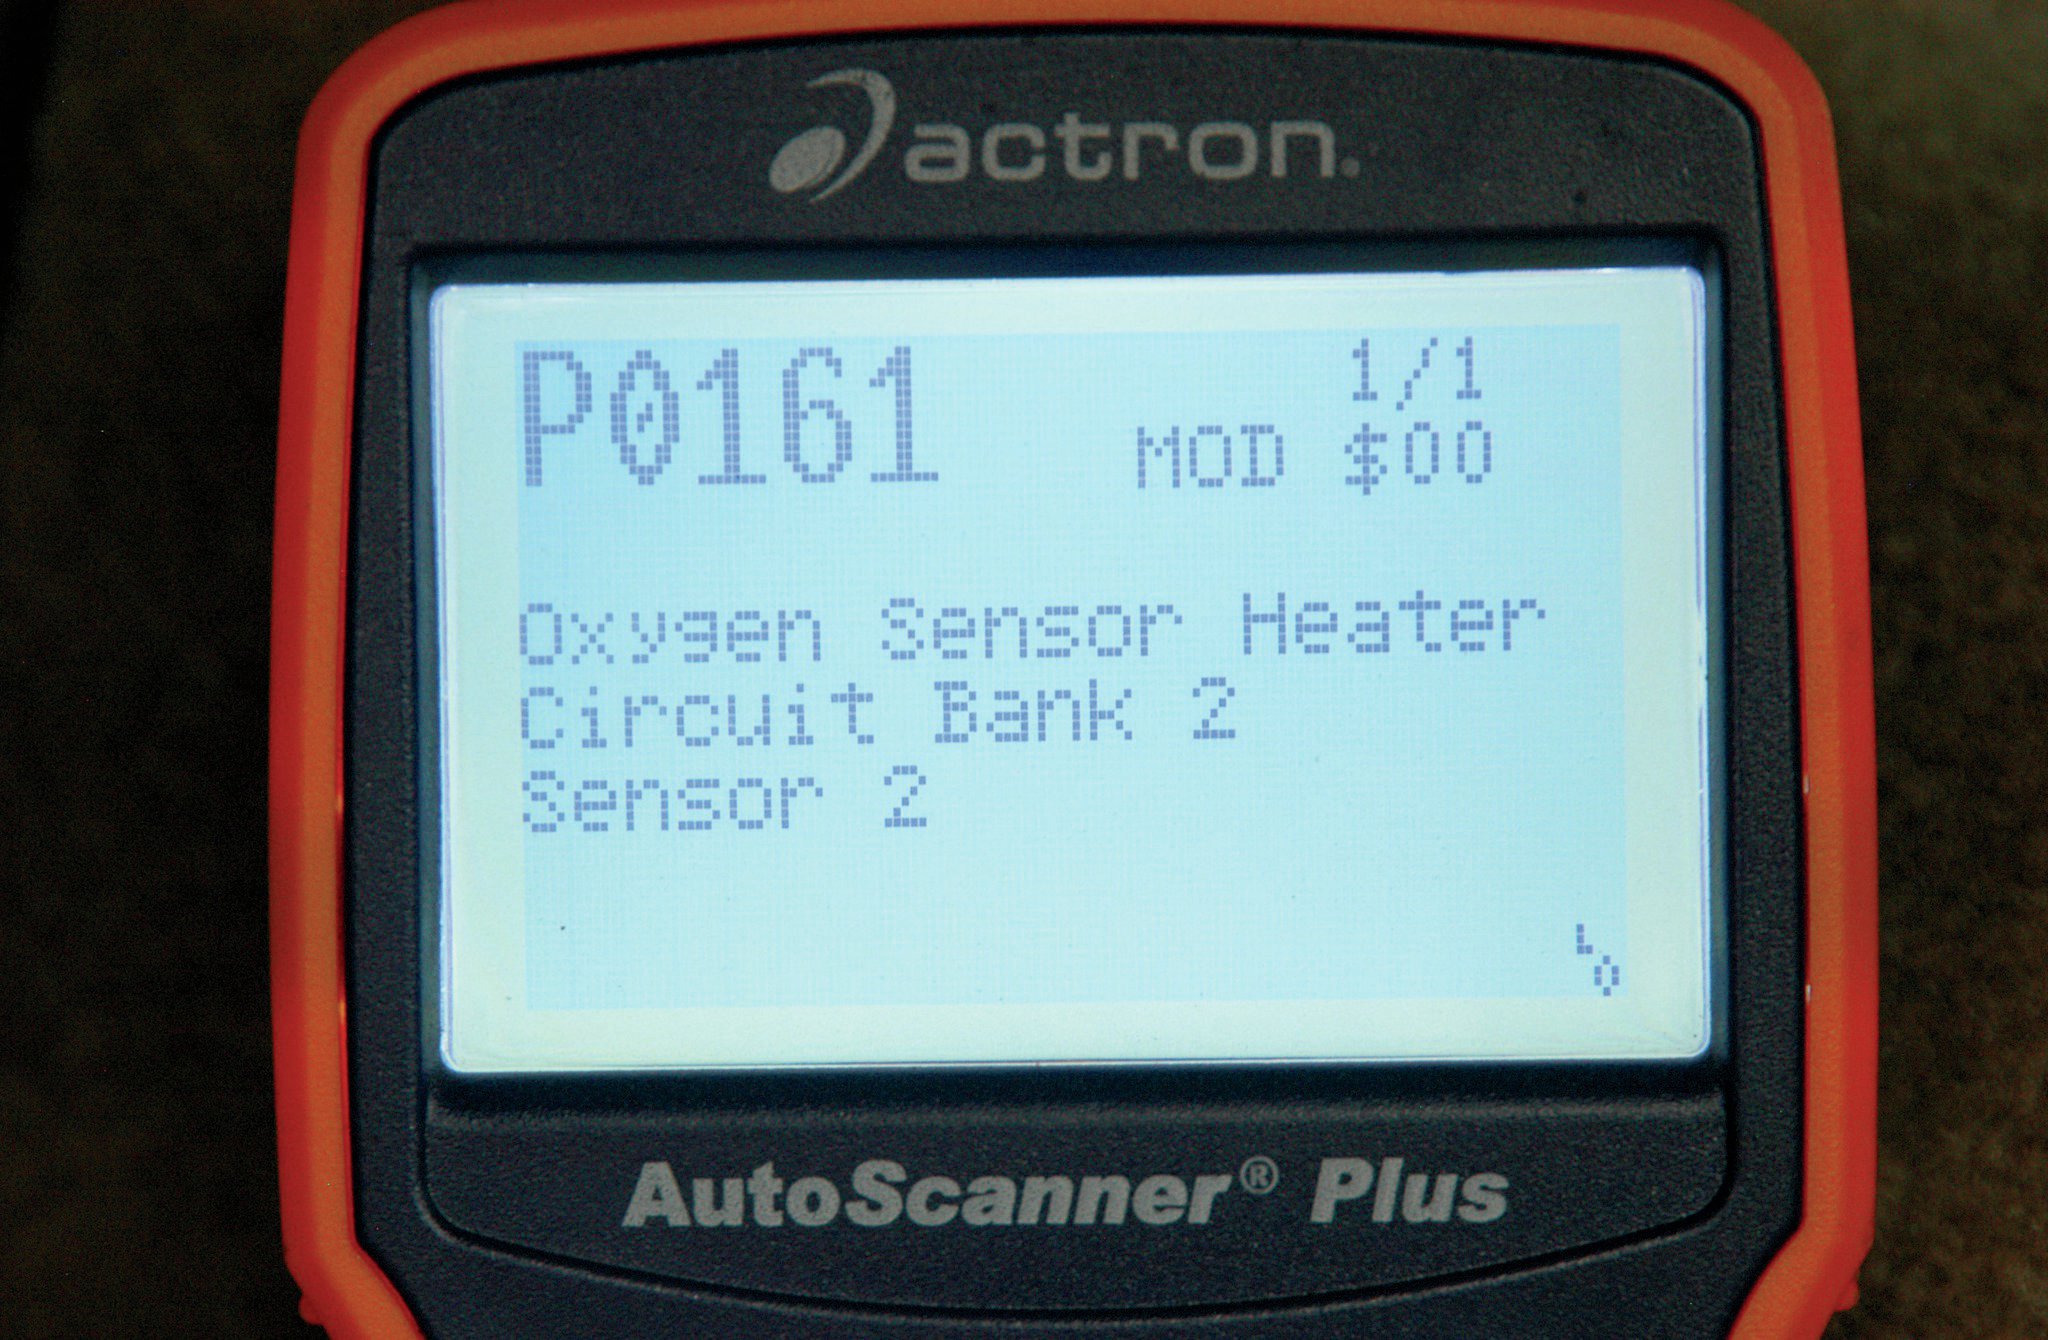 actron.
P0161 1/1
MOD $00
Oxygen Sensor Heater
Circuit Bank 2
Sensor 2
AutoScanner® Plus